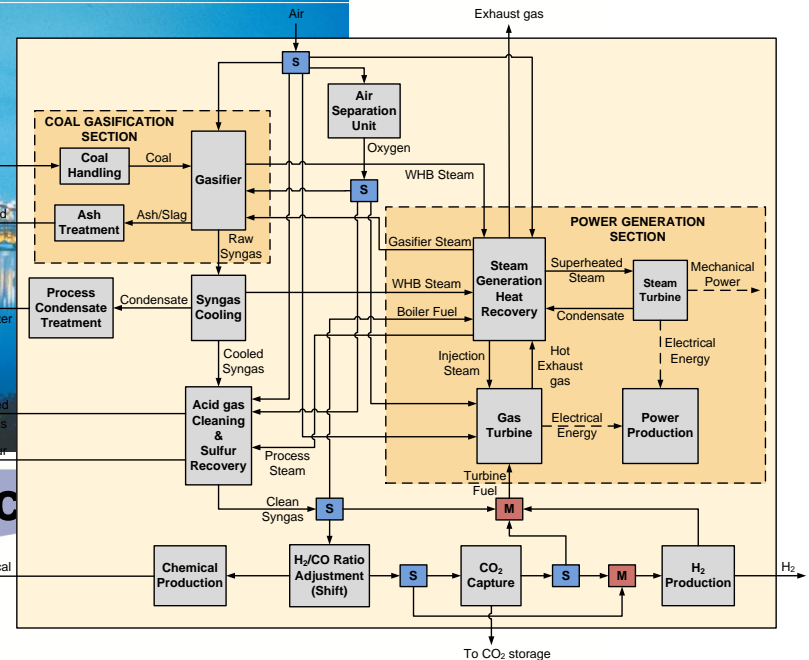 Air
Exhaust gas
S
Air
Separation
Unit
Oxygen
COAL GASIFICATION
SECTION
Coal
Handling
Coal
Gasifier
WHB Steam
S
Ash
Treatment
Ash/Slag
Raw
Syngas
Gasifier Steam
POWER GENERATION
SECTION
Steam
Generation
Heat
Recovery
Superheated
Steam
Steam
Turbine
Mechanical
Power
Process
Condensate
Treatment
Condensate
Syngas
Cooling
WHB Steam
Boiler Fuel
Condensate
Cooled
Syngas
Injection
Steam
Hot
Exhaust
gas
Electrical
Energy
Acid gas
Cleaning
&
Sulfur
Recovery
Process
Steam
Gas
Turbine
Electrical
Energy
Power
Production
Turbine
Fuel
Clean
Syngas
S
M
Chemical
Production
H2/CO Ratio
Adjustment
(Shift)
S
CO2
Capture
S
M
H2
Production
H2
To CO2 storage